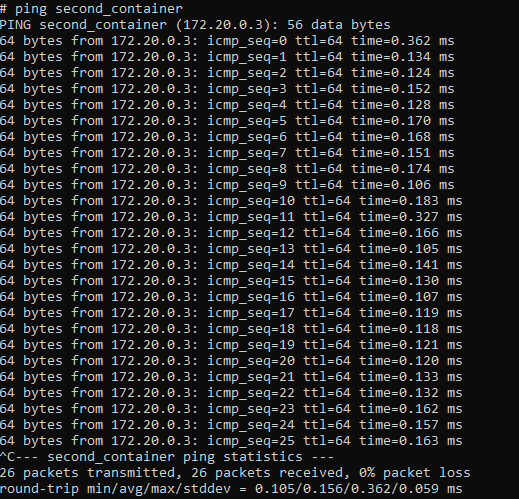 # ping second_container
PING second_container (172.20.0.3): 56 data bytes
64 bytes from 172.20.0.3: icmp_seq=0 ttl=64 time=0.362 ms
64 bytes from 172.20.0.3: icmp_seq=1 ttl=64 time=0.134 ms
64 bytes from 172.20.0.3: icmp_seq=2 ttl=64 time=0.124 ms
64 bytes from 172.20.0.3: icmp_seq=3 ttl=64 time=0.152 ms
64 bytes from 172.20.0.3: icmp_seq=4 ttl=64 time=0.128 ms
64 bytes from 172.20.0.3: icmp_seq=5 ttl=64 time=0.170 ms
64 bytes from 172.20.0.3: icmp_seq=6 ttl=64 time=0.168 ms
64 bytes from 172.20.0.3: icmp_seq=7 ttl=64 time=0.151 ms
64 bytes from 172.20.0.3: icmp_seq=8 ttl=64 time=0.174 ms
64 bytes from 172.20.0.3: icmp_seq=9 ttl=64 time=0.106 ms
64 bytes from 172.20.0.3: icmp_seq=10 ttl=64 time=0.183 ms
64 bytes from 172.20.0.3: icmp_seq=11 ttl=64 time=0.327 ms
64 bytes from 172.20.0.3: icmp_seq=12 ttl=64 time=0.166 ms
64 bytes from 172.20.0.3: icmp_seq=13 ttl=64 time=0.105 ms
64 bytes from 172.20.0.3: icmp_seq=14 ttl=64 time=0.141 ms
64 bytes from 172.20.0.3: icmp_seq=15 ttl=64 time=0.130 ms
64 bytes from 172.20.0.3: icmp_seq=16 ttl=64 time=0.107 ms
64 bytes from 172.20.0.3: icmp_seq=17 ttl=64 time=0.119 ms
64 bytes from 172.20.0.3: icmp_seq=18 ttl=64 time=0.118 ms
64 bytes from 172.20.0.3: icmp_seq=19 ttl=64 time=0.121 ms
64 bytes from 172.20.0.3: icmp_seq=20 ttl=64 time=0.120 ms
64 bytes from 172.20.0.3: icmp_seq=21 ttl=64 time=0.133 ms
64 bytes from 172.20.0.3: icmp_seq=22 ttl=64 time=0.132 ms
64 bytes from 172.20.0.3: icmp_seq=23 ttl=64 time=0.162 ms
64 bytes from 172.20.0.3: icmp_seq=24 ttl=64 time=0.157 ms
64 bytes from 172.20.0.3: icmp_seq=25 ttl=64 time=0.163 ms
^C--- second_container ping statistics ---
26 packets transmitted, 26 packets received, 0% packet loss
round-trip min/avg/max/stddev = 0.105/0.156/0.362/0.059 ms